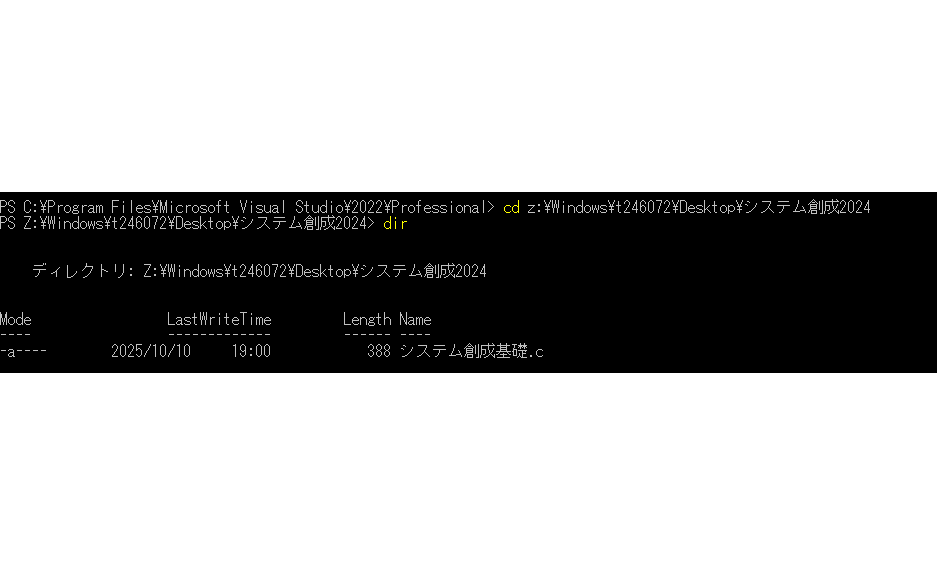 PS C:¥Program Files¥Microsoft Visual Studio¥2022¥Professional> cd z:¥Windows¥t246072¥Desktop¥システム創成2024
PS Z:¥Windows¥t246072¥Desktop¥システム創成2024> dir
ディレクトリ: Z:¥Windows¥t246072¥Desktop¥システム創成2024
Mode LastWriteTime Length Name
---- ------------- ------ ----
-a---- 2025/10/10 19:00 388 システム創成基礎.c